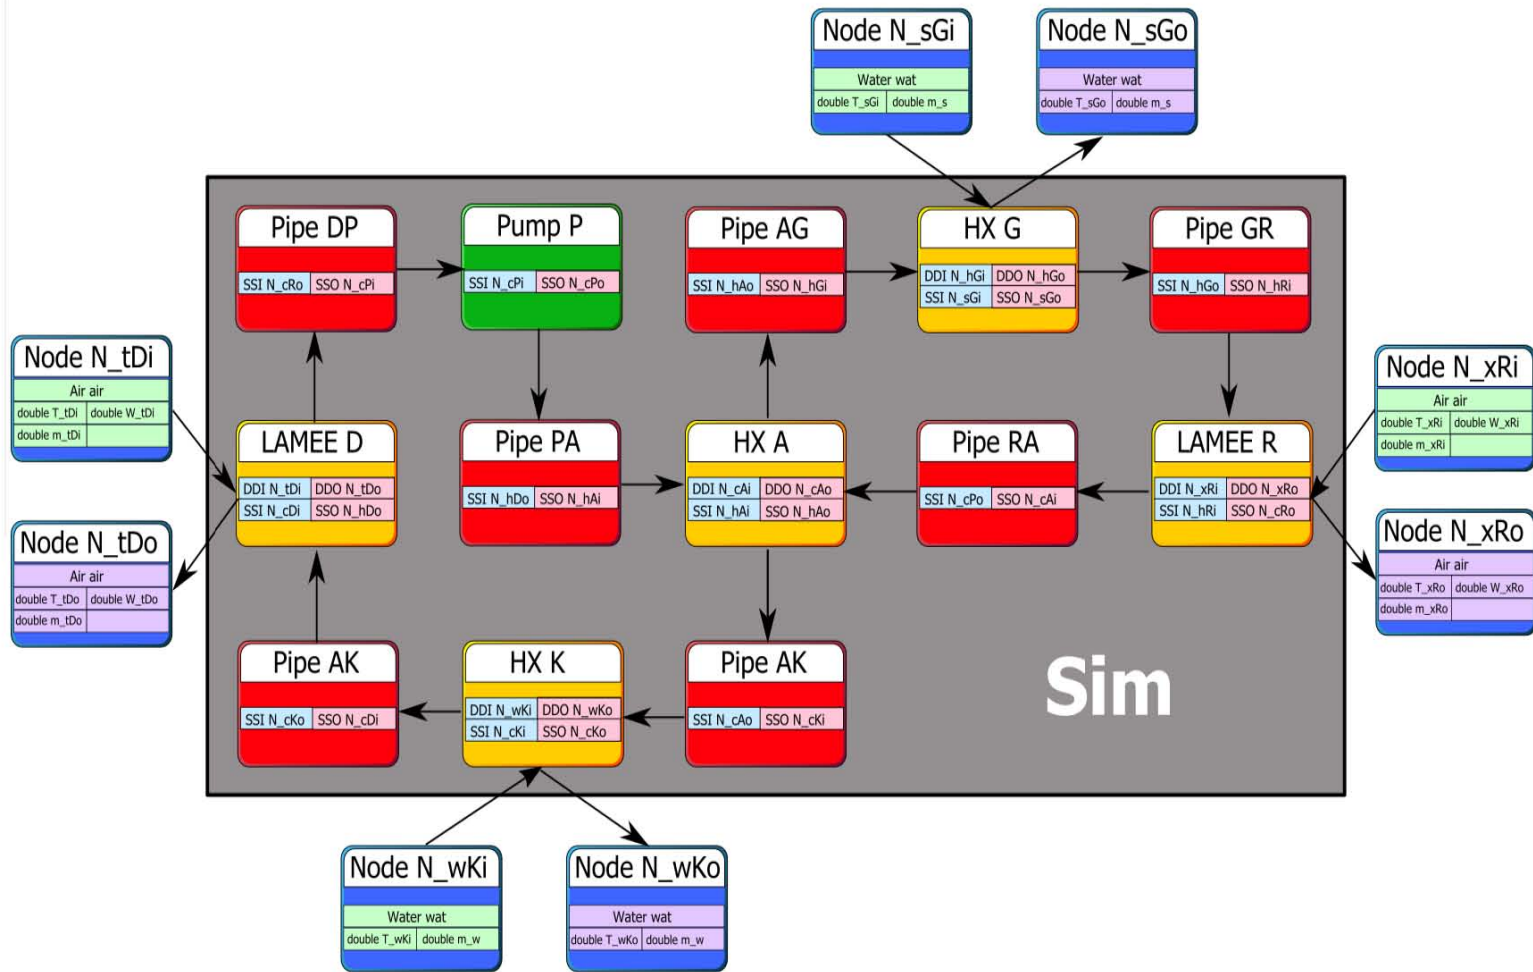 Node N_sGi
Water wat
double T_sGi double m_s
Node N_sGo
Water wat
double T_sGo double m_s
Pipe DP
SSI N_cRo SSO N_cPi
Pump P
SSI N_cPi SSO N_cPo
Pipe AG
SSI N_hAo SSO N_hGi
HX G
DDI N_hGi DDO N_hGo
SSI N_sGi SSO N_sGo
Pipe GR
SSI N_hGo SSO N_hRi
Node N_tDi
Air air
double T_tDi double W_tDi
double m_tDi
Node N_xRi
Air air
double T_xRi double W_xRi
double m_xRi
LAMEE D
DDI N_tDi DDO N_tDo
SSI N_cDi SSO N_hDo
Pipe PA
SSI N_hDo SSO N_hAi
HX A
DDI N_cAi DDO N_cAo
SSI N_hAi SSO N_hAo
Pipe RA
SSI N_cPo SSO N_cAi
LAMEE R
DDI N_xRi DDO N_xRo
SSI N_hRi SSO N_cRo
Node N_tDo
Air air
double T_tDo double W_tDo
double m_tDo
Node N_xRo
Air air
double T_xRo double W_xRo
double m_xRo
Pipe AK
SSI N_cKo SSO N_cDi
HX K
DDI N_wKi DDO N_wKo
SSI N_cKi SSO N_cKo
Pipe AK
SSI N_cAo SSO N_cKi
Sim
Node N_wKi
Water wat
double T_wKi double m_w
Node N_wKo
Water wat
double T_wKo double m_w